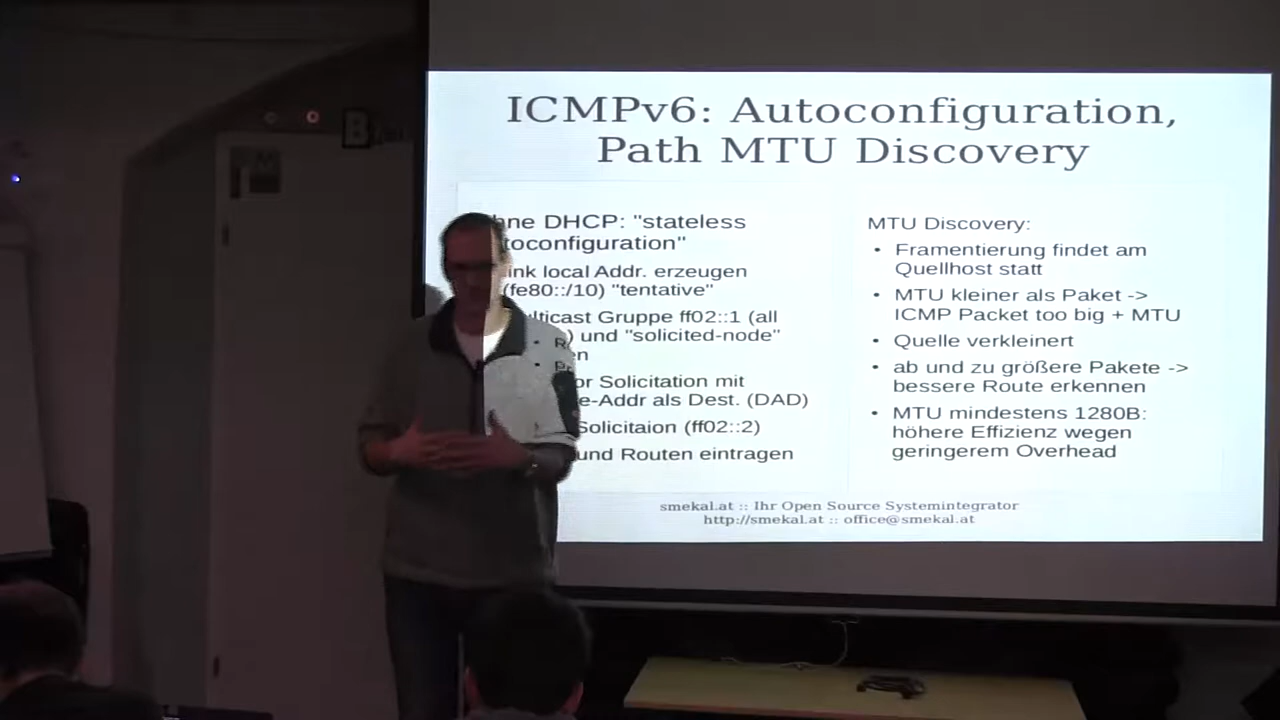 ICMPv6: Autoconfiguration,
Path MTU Discovery
hne DHCP: "stateless
toconfiguration"
ink local Addr. erzeugen
(fe80::/10) "tentative"
ulticast Gruppe ff02::1 (all
) und "solicited-node"
en
or Solicitation mit
e-Addr als Dest. (DAD)
Solicitaion (ff02::2)
und Routen eintragen
MTU Discovery:
• Framentierung findet am
Quellhost statt
• MTU kleiner als Paket ->
ICMP Packet too big + MTU
• Quelle verkleinert
• ab und zu größere Pakete ->
bessere Route erkennen
• MTU mindestens 1280B:
höhere Effizienz wegen
geringerem Overhead
smekal.at :: Ihr Open Source Systemintegrator
http://smekal.at :: office@smekal.at